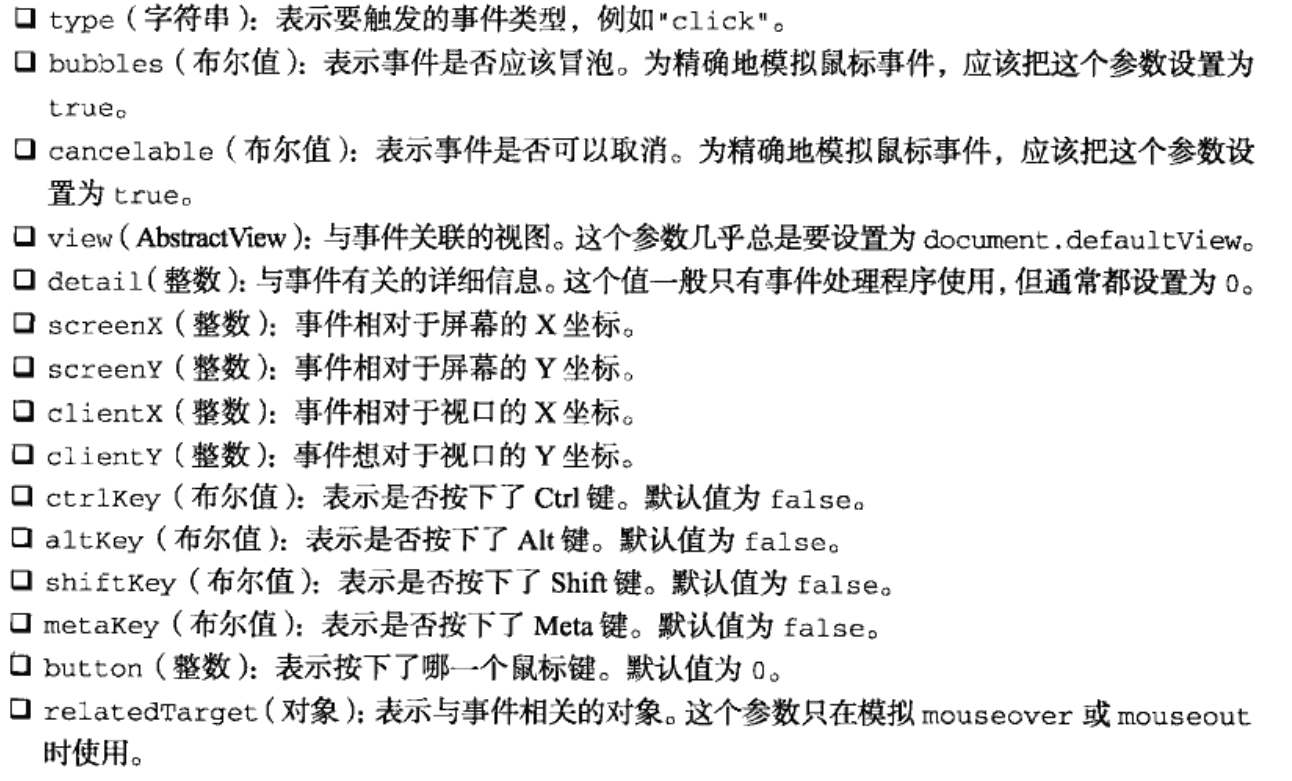 ❑ type（字符串）：表示要触发的事件类型，例如"click"。
❑ bubbles（布尔值）：表示事件是否应该冒泡。为精确地模拟鼠标事件，应该把这个参数设置为
true。
❑ cancelable（布尔值）：表示事件是否可以取消。为精确地模拟鼠标事件，应该把这个参数设
置为 true。
❑ view（AbstractView）：与事件关联的视图。这个参数几乎总是要设置为 document.defaultView。
❑ detail（整数）：与事件有关的详细信息。这个值一般只有事件处理程序使用，但通常都设置为 0。
❑ screenX（整数）：事件相对于屏幕的 X 坐标。
❑ screenY（整数）：事件相对于屏幕的 Y 坐标。
❑ clientX（整数）：事件相对于视口的 X 坐标。
❑ clientY（整数）：事件想对于视口的 Y 坐标。
❑ ctrlKey（布尔值）：表示是否按下了 Ctrl 键。默认值为 false。
❑ altKey（布尔值）：表示是否按下了 Alt 键。默认值为 false。
❑ shiftKey（布尔值）：表示是否按下了 Shift 键。默认值为 false。
❑ metaKey（布尔值）：表示是否按下了 Meta 键。默认值为 false。
❑ button（整数）：表示按下了哪一个鼠标键。默认值为 0。
❑ relatedTarget（对象）：表示与事件相关的对象。这个参数只在模拟 mouseover 或 mouseout
时使用。